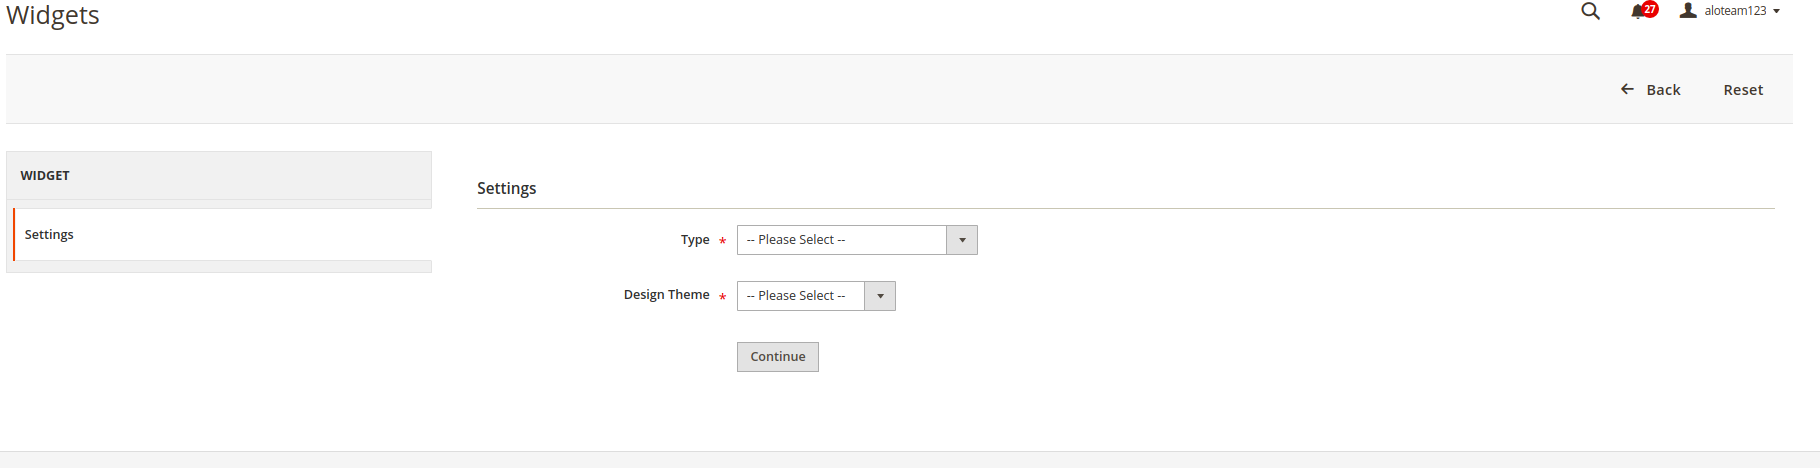 Widgets
27
aloteam123
Back
Reset
WIDGET
Settings
Settings
Type *
-- Please Select --
Design Theme *
-- Please Select --
Continue